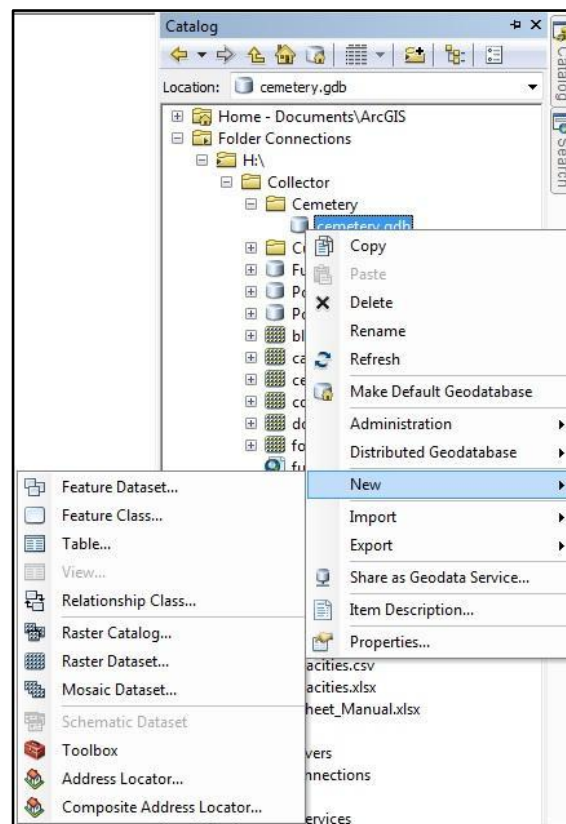 Catalog
Location: cemetery.gdb
Home - Documents\ArcGIS
Folder Connections
H:\
Collector
Cemetery
cemetery.gdb
Copy
Paste
Delete
Rename
Refresh
Make Default Geodatabase
Administration
Distributed Geodatabase
New
Import
Export
Share as Geodata Service...
Item Description...
Properties...
Feature Dataset...
Feature Class...
Table...
View...
Relationship Class...
Raster Catalog...
Raster Dataset...
Mosaic Dataset...
Schematic Dataset
Toolbox
Address Locator...
Composite Address Locator...
acities.csv
acities.xlsx
heet_Manual.xlsx
vers
nnections
ervices
Catalog
Search